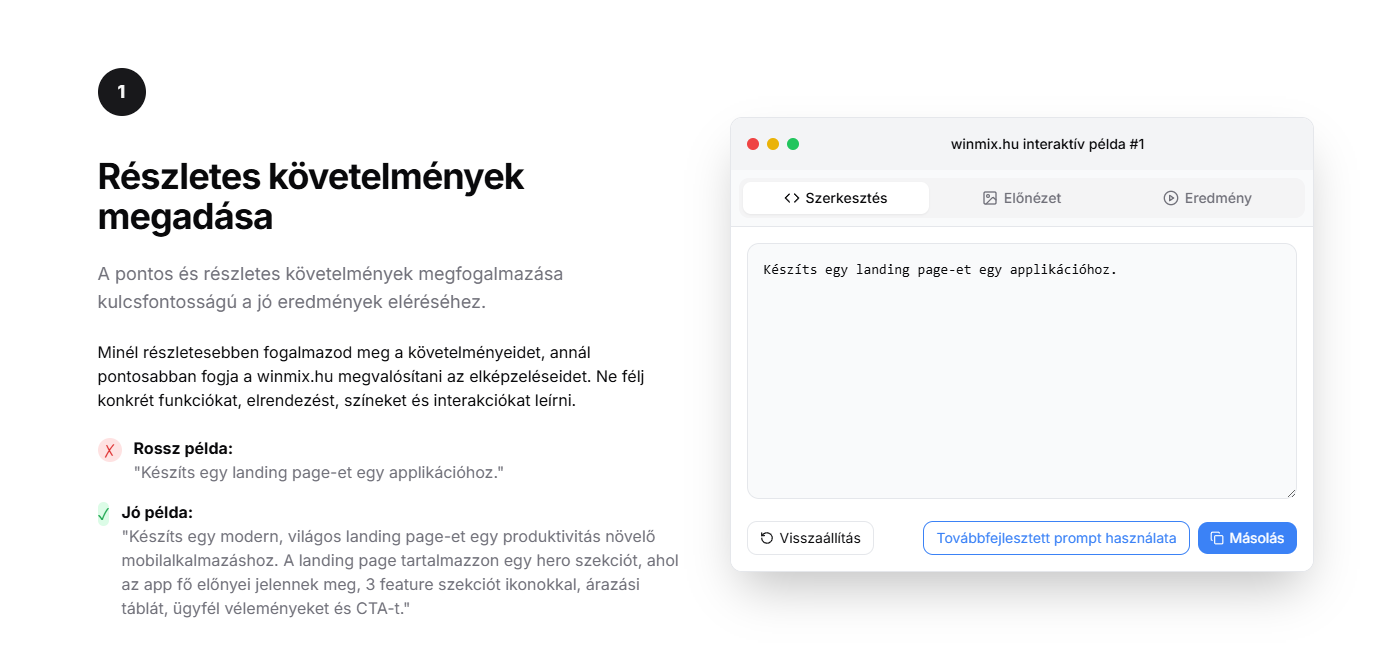 1
Részletes követelmények
megadása
A pontos és részletes követelmények megfogalmazása
kulcsfontosságú a jó eredmények eléréséhez.
Minél részletesebben fogalmazod meg a követelményeidet, annál
pontosabban fogja a winmix.hu megvalósítani az elképzeléseidet. Ne félj
konkrét funkciókat, elrendezést, színeket és interakciókat leírni.
✗ Rossz példa:
"Készíts egy landing page-et egy applikációhoz."
✓ Jó példa:
"Készíts egy modern, világos landing page-et egy produktivitás növelő
mobilalkalmazáshoz. A landing page tartalmazzon egy hero szekciót, ahol
az app fő előnyei jelennek meg, 3 feature szekciót ikonokkal, árazási
táblát, ügyfél véleményeket és CTA-t."
winmix.hu interaktív példa #1
Szerkesztés Előnézet Eredmény
Készíts egy landing page-et egy applikációhoz.
Visszaállítás Továbbfejlesztett prompt használata Másolás